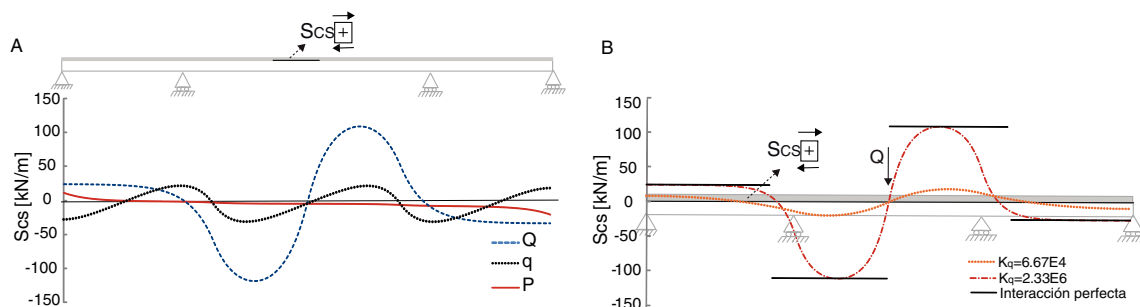 A
Scs +
150
100
50
0
-50
-100
-150
Scs [kN/m]
Q
q
P
B
150
100
50
0
-50
-100
-150
Scs [kN/m]
Scs +
Q
Kq=6.67E4
Kq=2.33E6
Interacción perfecta